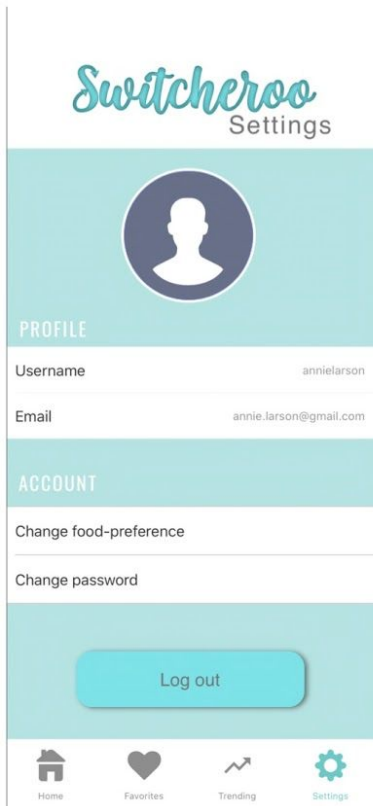 Switcheroo
Settings
PROFILE
Username annielarson
Email annie.larson@gmail.com
ACCOUNT
Change food-preference
Change password
Log out
Home Favorites Trending Settings